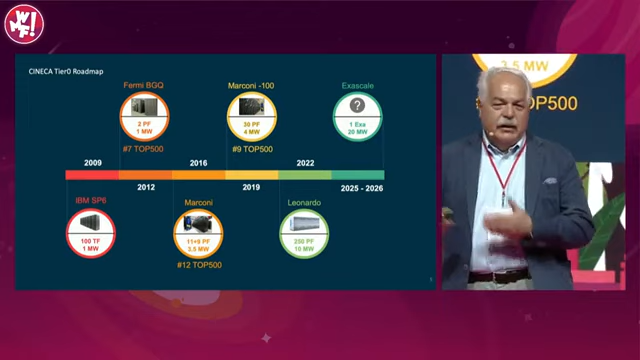 WMF!
CINECA Tier0 Roadmap
Fermi BGQ
2 PF
1 MW
#7 TOP500
Marconi -100
30 PF
4 MW
#9 TOP500
Exascale
?
1 Exa
20 MW
2009
2016
2022
2012
2019
2025 - 2026
IBM SP6
100 TF
1 MW
Marconi
11+9 PF
3,5 MW
#12 TOP500
Leonardo
250 PF
10 MW
3,5 MW
TOP500